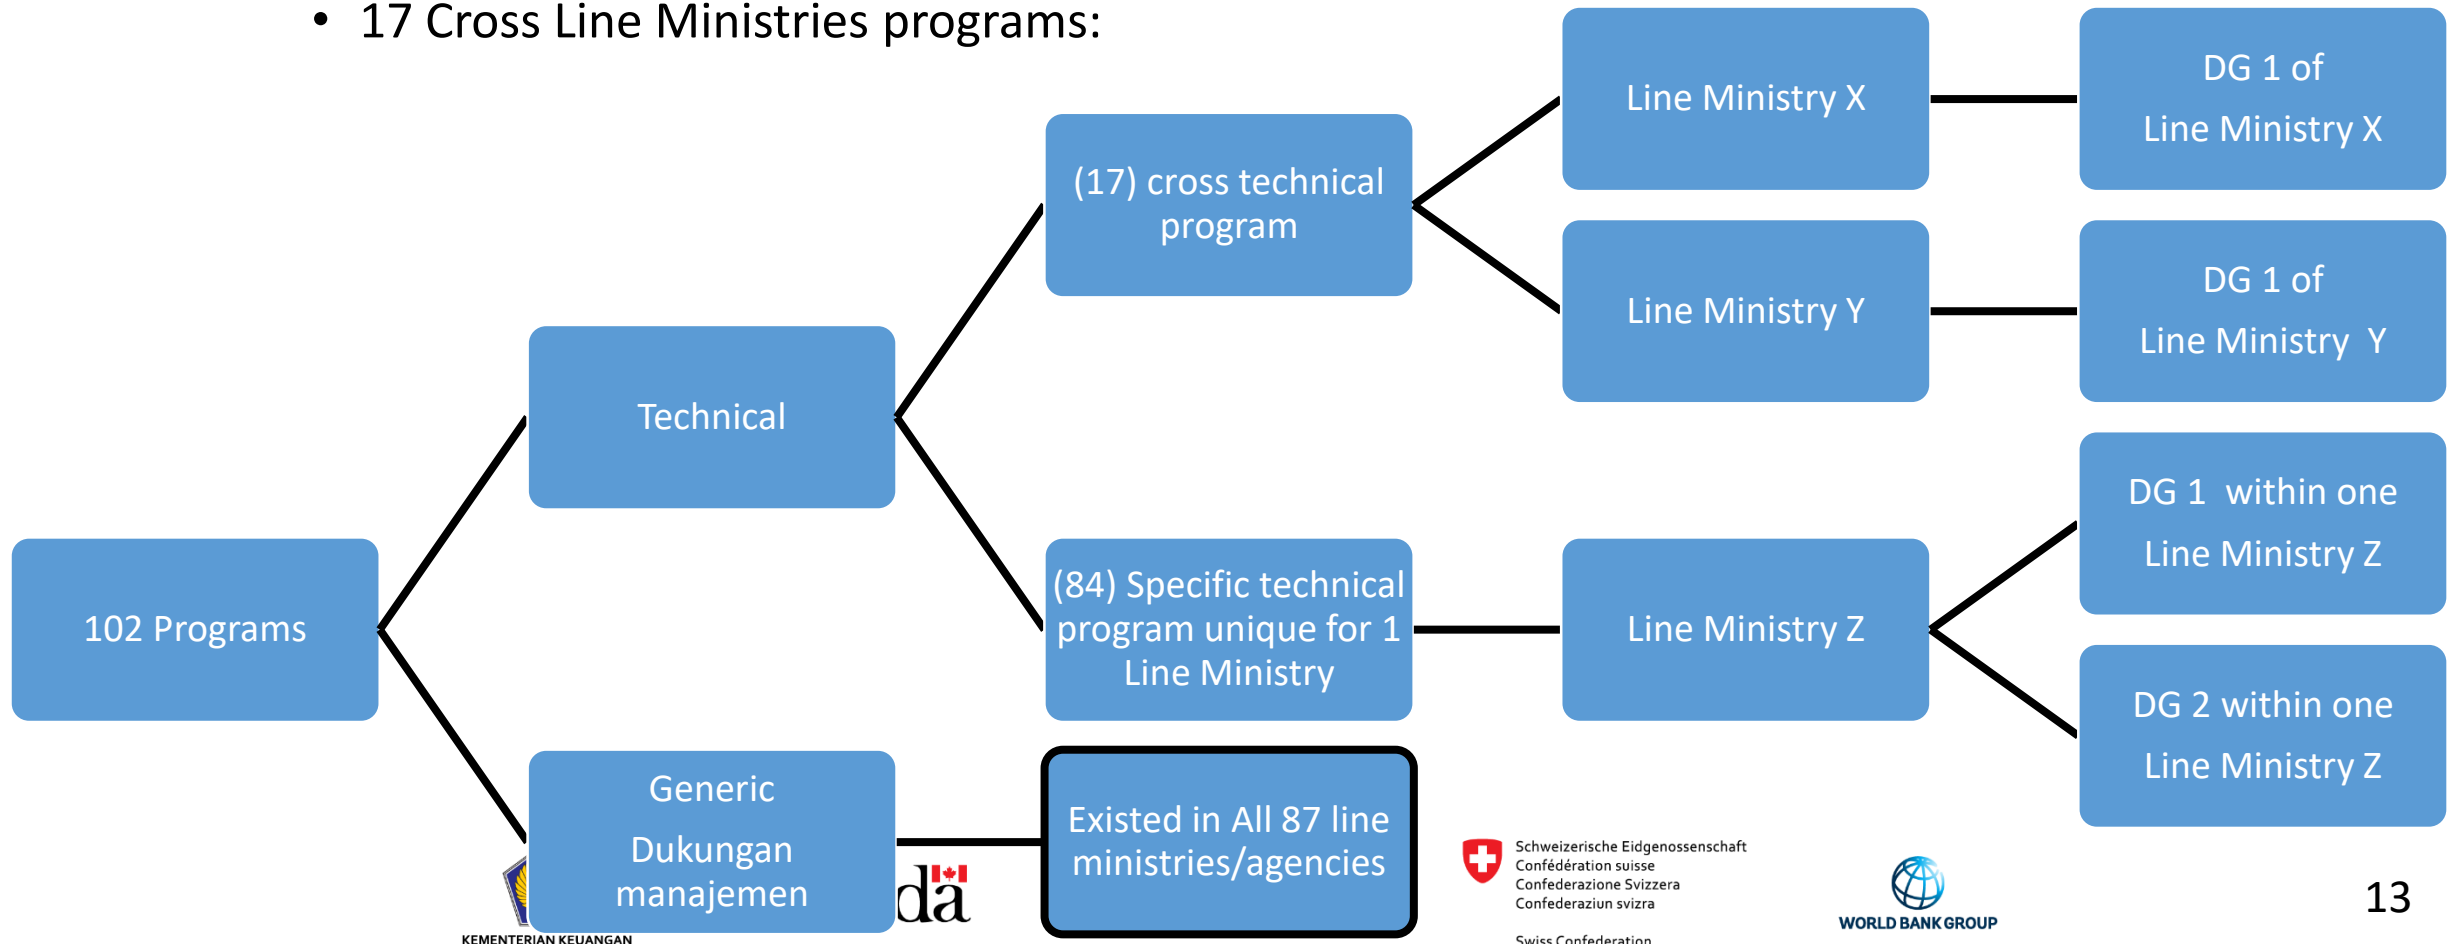 • 17 Cross Line Ministries programs:
Line Ministry X
DG 1 of
Line Ministry X
(17) cross technical
program
Line Ministry Y
DG 1 of
Line Ministry Y
Technical
DG 1 within one
Line Ministry Z
102 Programs
(84) Specific technical
program unique for 1
Line Ministry
Line Ministry Z
DG 2 within one
Line Ministry Z
Generic
Dukungan
manajemen
Existed in All 87 line
ministries/agencies
KEMENTERIAN KEUANGAN
Schweizerische Eidgenossenschaft
Confédération suisse
Confederazione Svizzera
Confederaziun svizra
Swiss Confederation
WORLD BANK GROUP
13